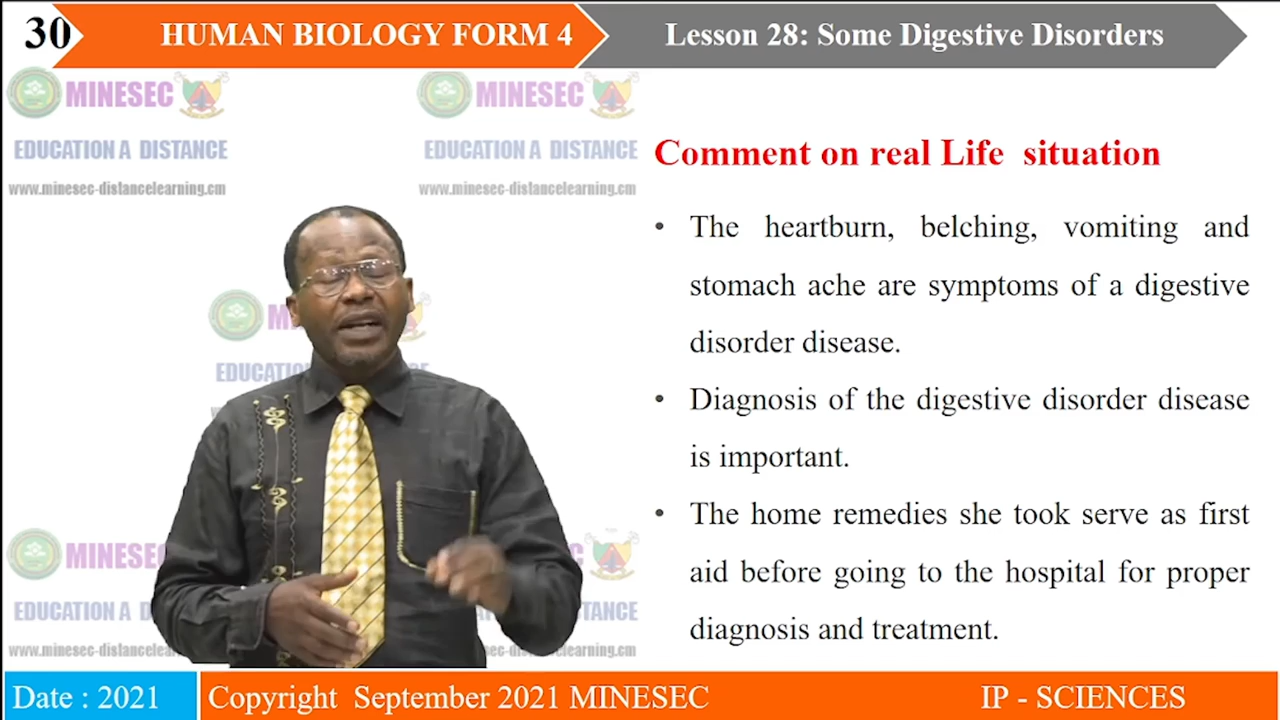 30
HUMAN BIOLOGY FORM 4
Lesson 28: Some Digestive Disorders
MINESEC
MINESEC
EDUCATION A DISTANCE
EDUCATION A DISTANCE
www.minesec-distancelearning.cm
www.minesec-distancelearning.cm
Comment on real Life situation
• The heartburn, belching, vomiting and
stomach ache are symptoms of a digestive
disorder disease.
• Diagnosis of the digestive disorder disease
is important.
• The home remedies she took serve as first
aid before going to the hospital for proper
diagnosis and treatment.
MINESEC
Date : 2021
Copyright September 2021 MINESEC
IP - SCIENCES